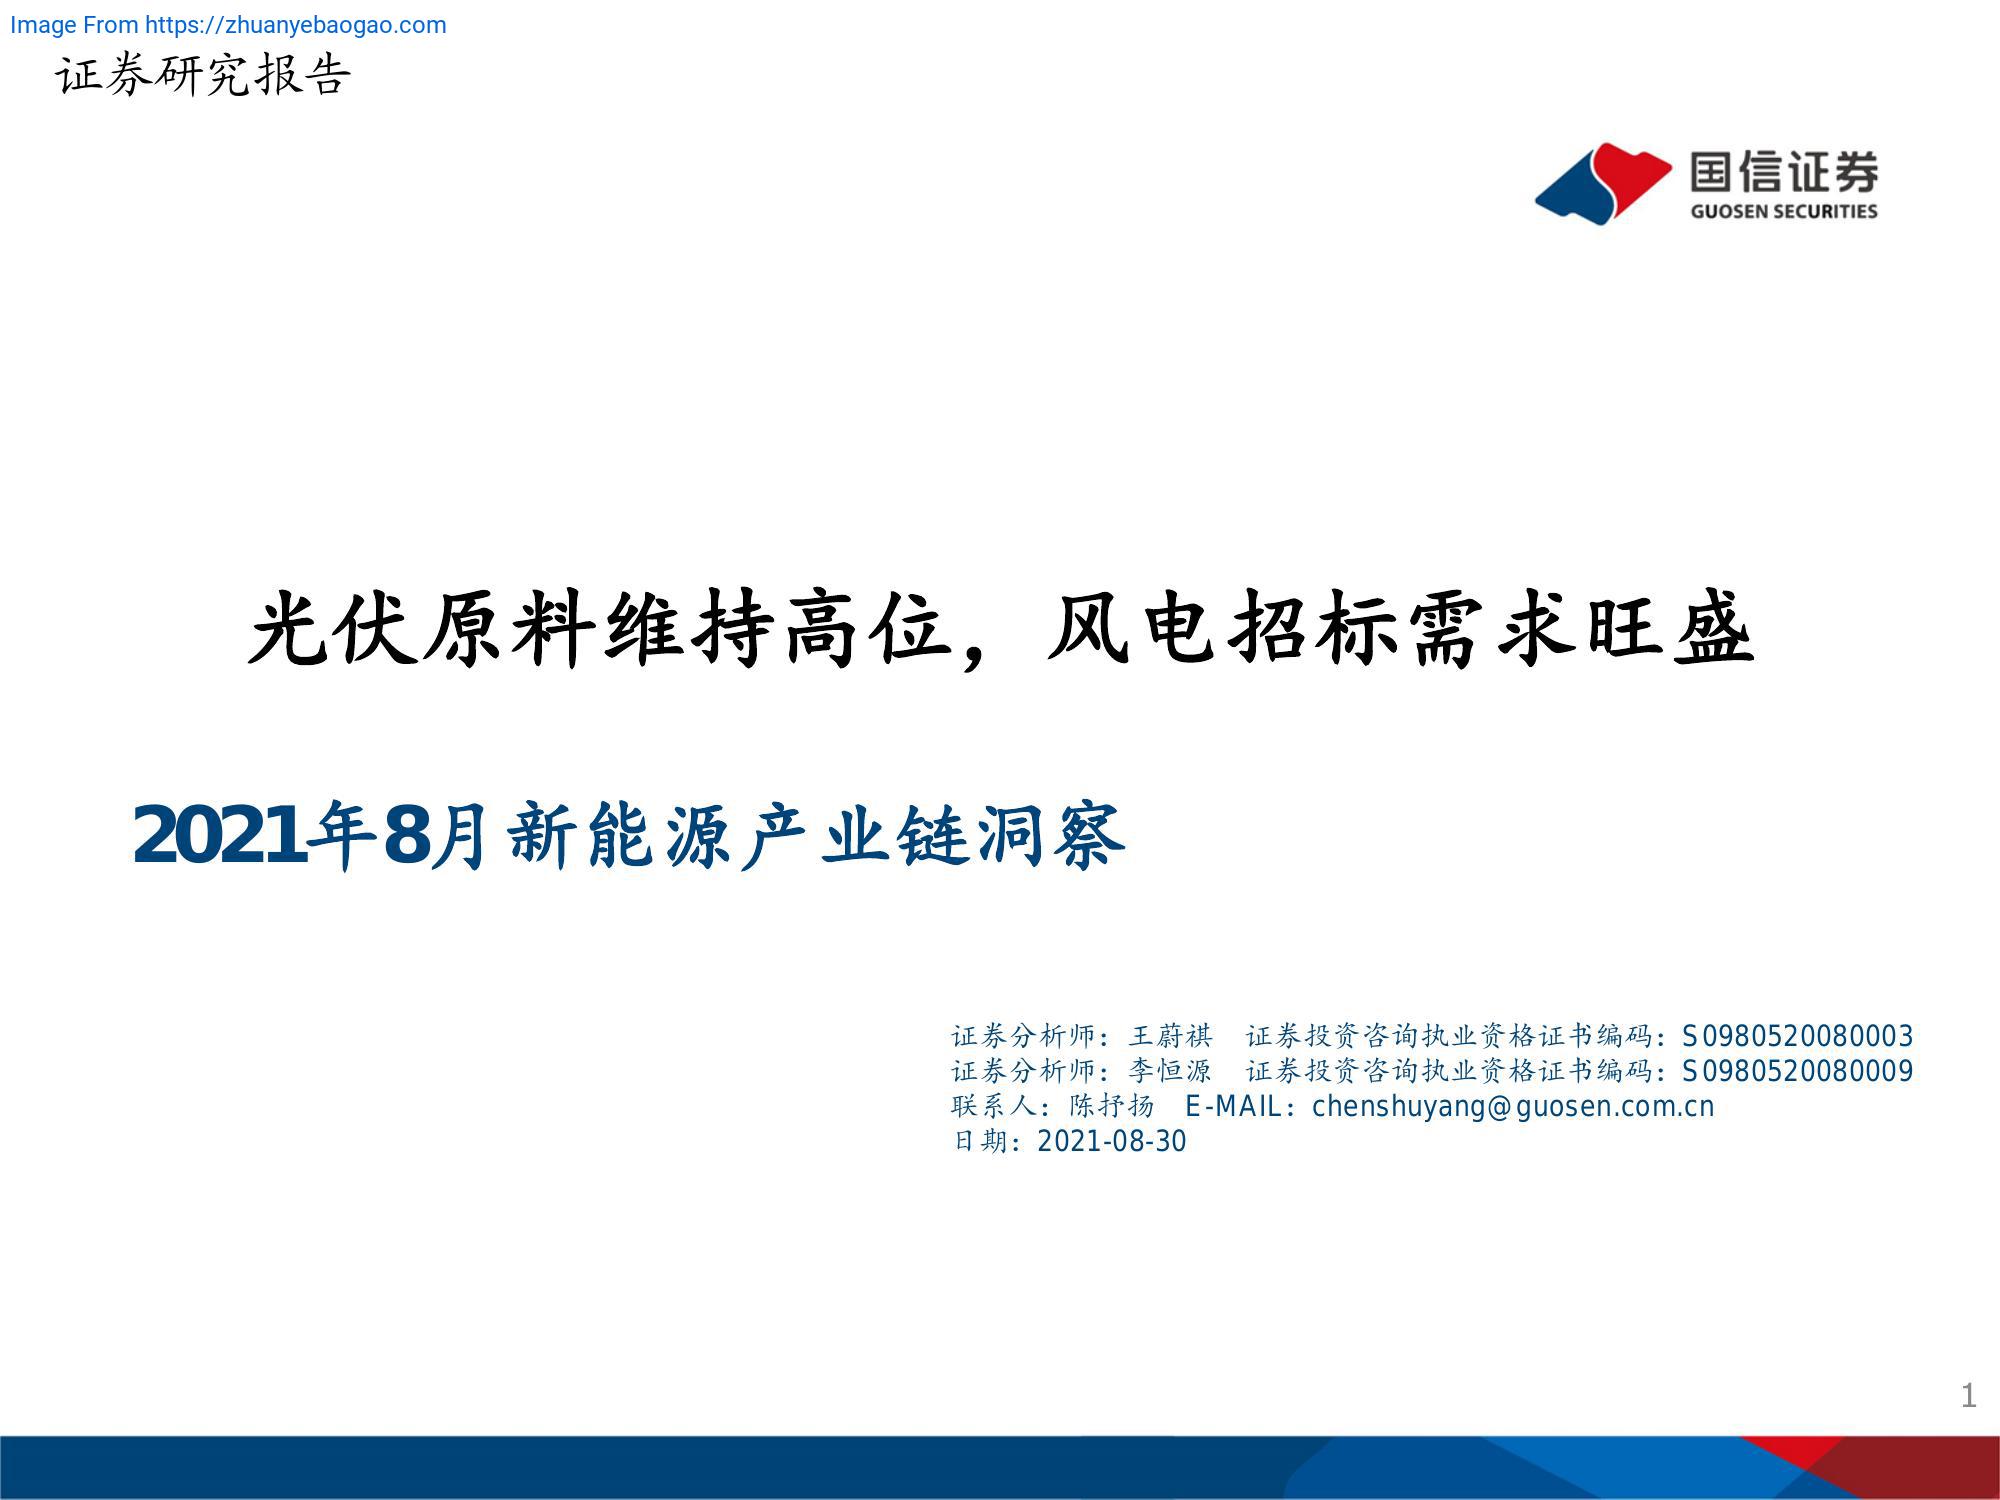 Image From https://zhuanyebaogao.com
证券研究报告
国信证券
GUOSEN SECURITIES
光伏原料维持高位，风电招标需求旺盛
2021年8月新能源产业链洞察
证券分析师：王蔚祺 证券投资咨询执业资格证书编码：S0980520080003
证券分析师：李恒源 证券投资咨询执业资格证书编码：S0980520080009
联系人：陈抒扬 E-MAIL：chenshuyang@guosen.com.cn
日期：2021-08-30
1